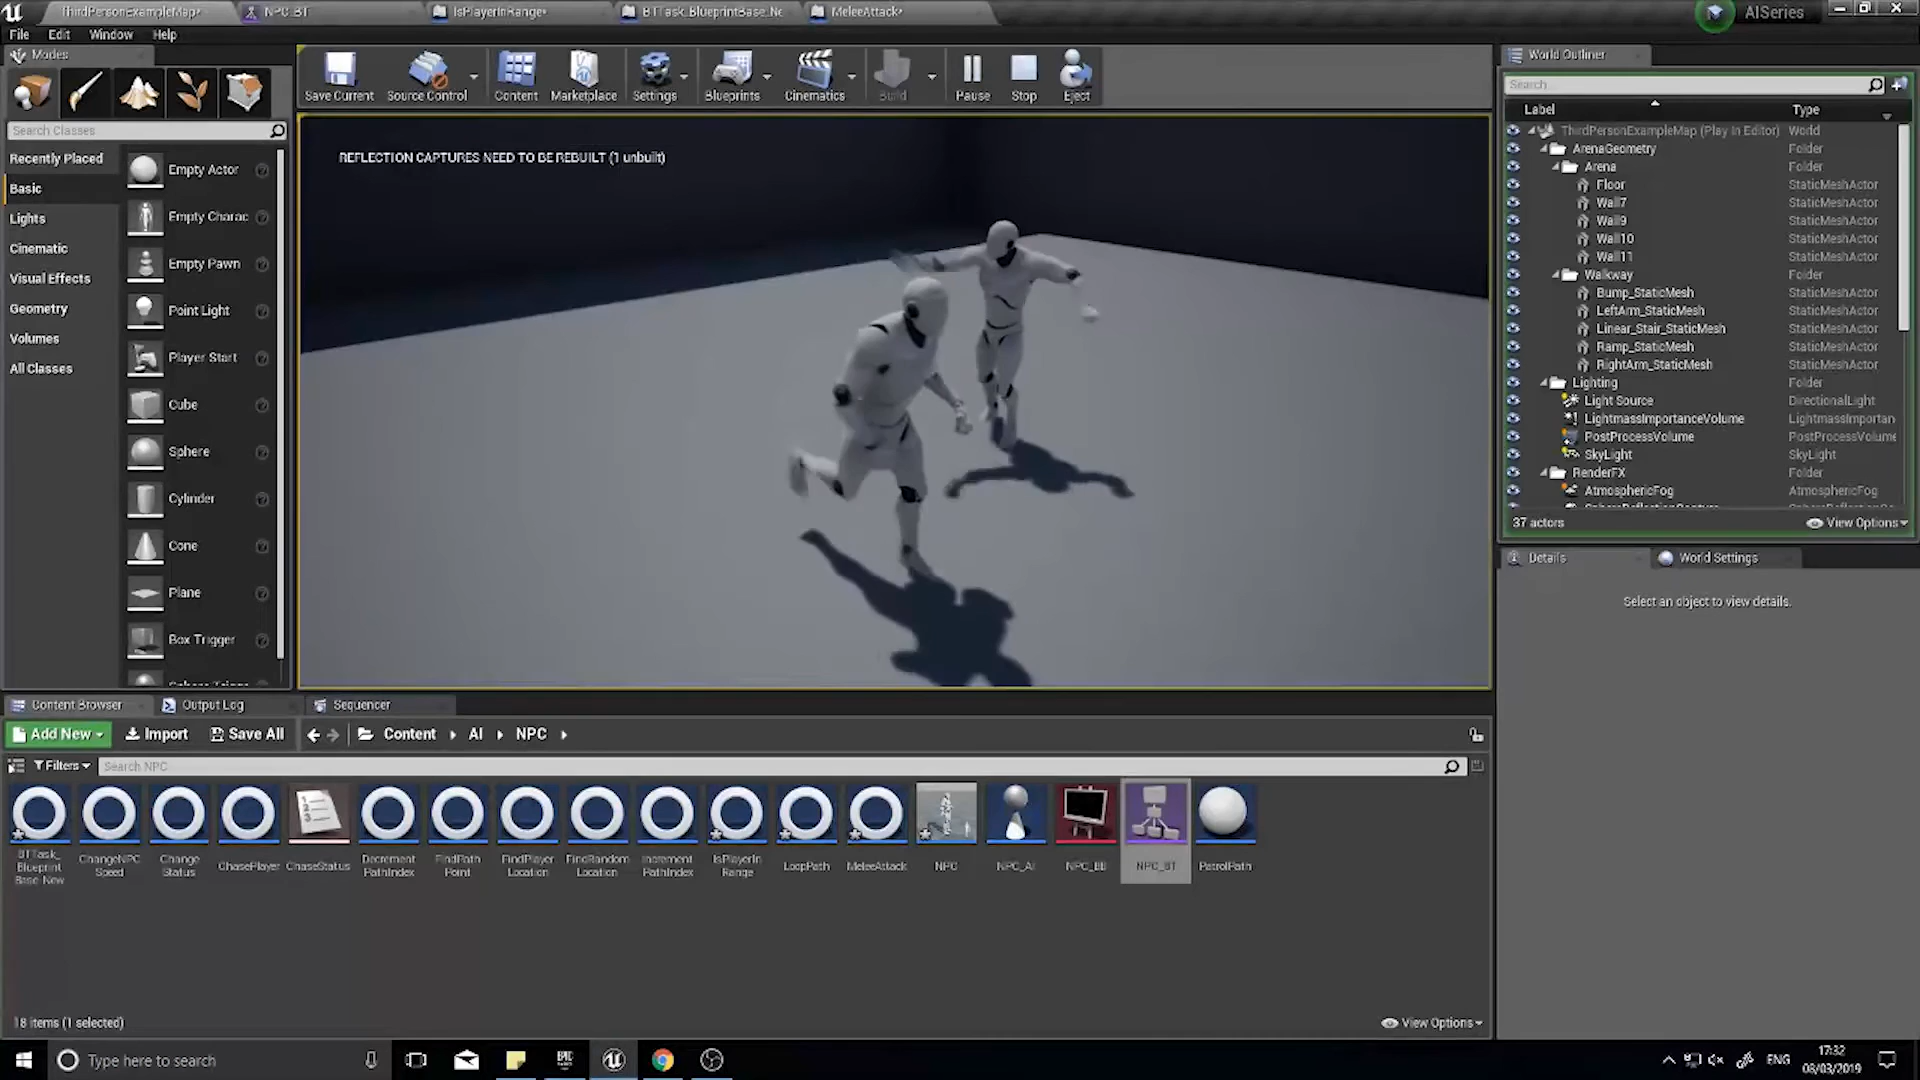 ThirdPersonExampleMap*
NPC_BT
IsPlayerInRange*
BTTask_BlueprintBase_Ne
MeleeAttack*
AISeries
File Edit Window Help
Modes
Save Current
Source Control
Content
Marketplace
Settings
Blueprints
Cinematics
Build
Pause
Stop
Eject
Search Classes
Recently Placed
Basic
Lights
Cinematic
Visual Effects
Geometry
Volumes
All Classes
Empty Actor
Empty Charac
Empty Pawn
Point Light
Player Start
Cube
Sphere
Cylinder
Cone
Plane
Box Trigger
REFLECTION CAPTURES NEED TO BE REBUILT (1 unbuilt)
World Outliner
Search...
Label Type
ThirdPersonExampleMap (Play In Editor) World
ArenaGeometry Folder
Arena Folder
Floor StaticMeshActor
Wall7 StaticMeshActor
Wall9 StaticMeshActor
Wall10 StaticMeshActor
Wall11 StaticMeshActor
Walkway Folder
Bump_StaticMesh StaticMeshActor
LeftArm_StaticMesh StaticMeshActor
Linear_Stair_StaticMesh StaticMeshActor
Ramp_StaticMesh StaticMeshActor
RightArm_StaticMesh StaticMeshActor
Lighting Folder
Light Source DirectionalLight
LightmassImportanceVolume LightmassImportan
PostProcessVolume PostProcessVolume
SkyLight SkyLight
RenderFX Folder
AtmosphericFog AtmosphericFog
37 actors View Options
Details World Settings
Select an object to view details.
Content Browser Output Log Sequencer
Add New Import Save All Content AI NPC
Filters Search NPC
BTTask_
Blueprint
Base_New
ChangeNPC
Speed
Change
Status
ChasePlayer
ChaseStatus
Decrement
PathIndex
FindPath
Point
FindPlayer
Location
FindRandom
Location
Increment
PathIndex
IsPlayerIn
Range
LoopPath
MeleeAttack
NPC
NPC_AI
NPC_BB
NPC_BT
PatrolPath
18 items (1 selected) View Options
Type here to search
ENG
17:32
08/03/2019